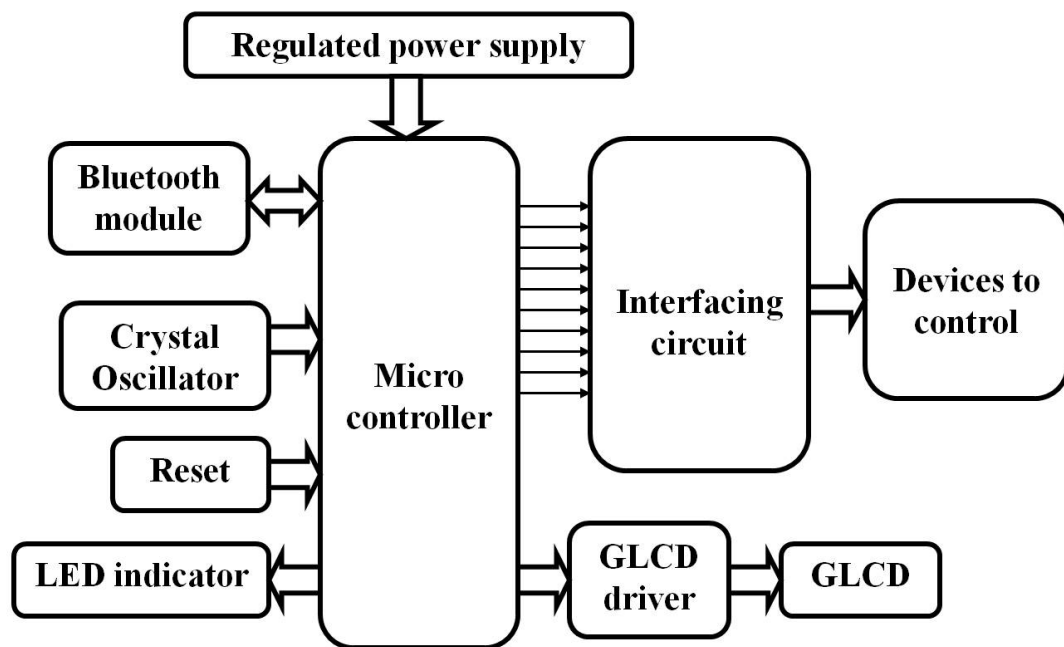 Regulated power supply
Bluetooth
module
Crystal
Oscillator
Reset
LED indicator
Micro
controller
Interfacing
circuit
Devices to
control
GLCD
driver
GLCD